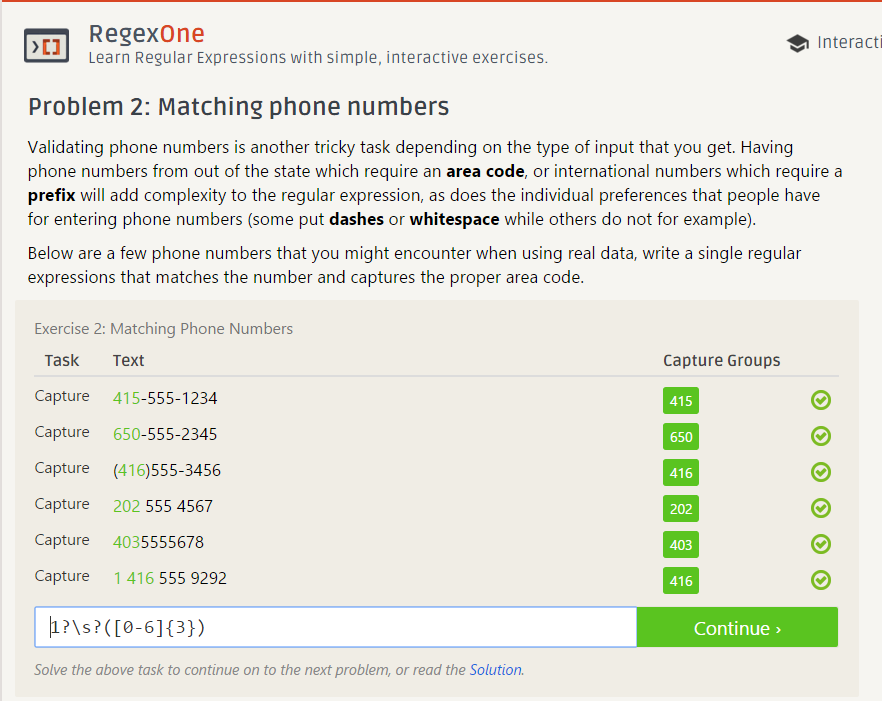 RegexOne
Learn Regular Expressions with simple, interactive exercises.
Interacti
Problem 2: Matching phone numbers
Validating phone numbers is another tricky task depending on the type of input that you get. Having
phone numbers from out of the state which require an area code, or international numbers which require a
prefix will add complexity to the regular expression, as does the individual preferences that people have
for entering phone numbers (some put dashes or whitespace while others do not for example).
Below are a few phone numbers that you might encounter when using real data, write a single regular
expressions that matches the number and captures the proper area code.
Exercise 2: Matching Phone Numbers
Task Text Capture Groups
Capture 415-555-1234 415
Capture 650-555-2345 650
Capture (416)555-3456 416
Capture 202 555 4567 202
Capture 4035555678 403
Capture 1 416 555 9292 416
1?\s?([0-6]{3}) Continue ›
Solve the above task to continue on to the next problem, or read the Solution.